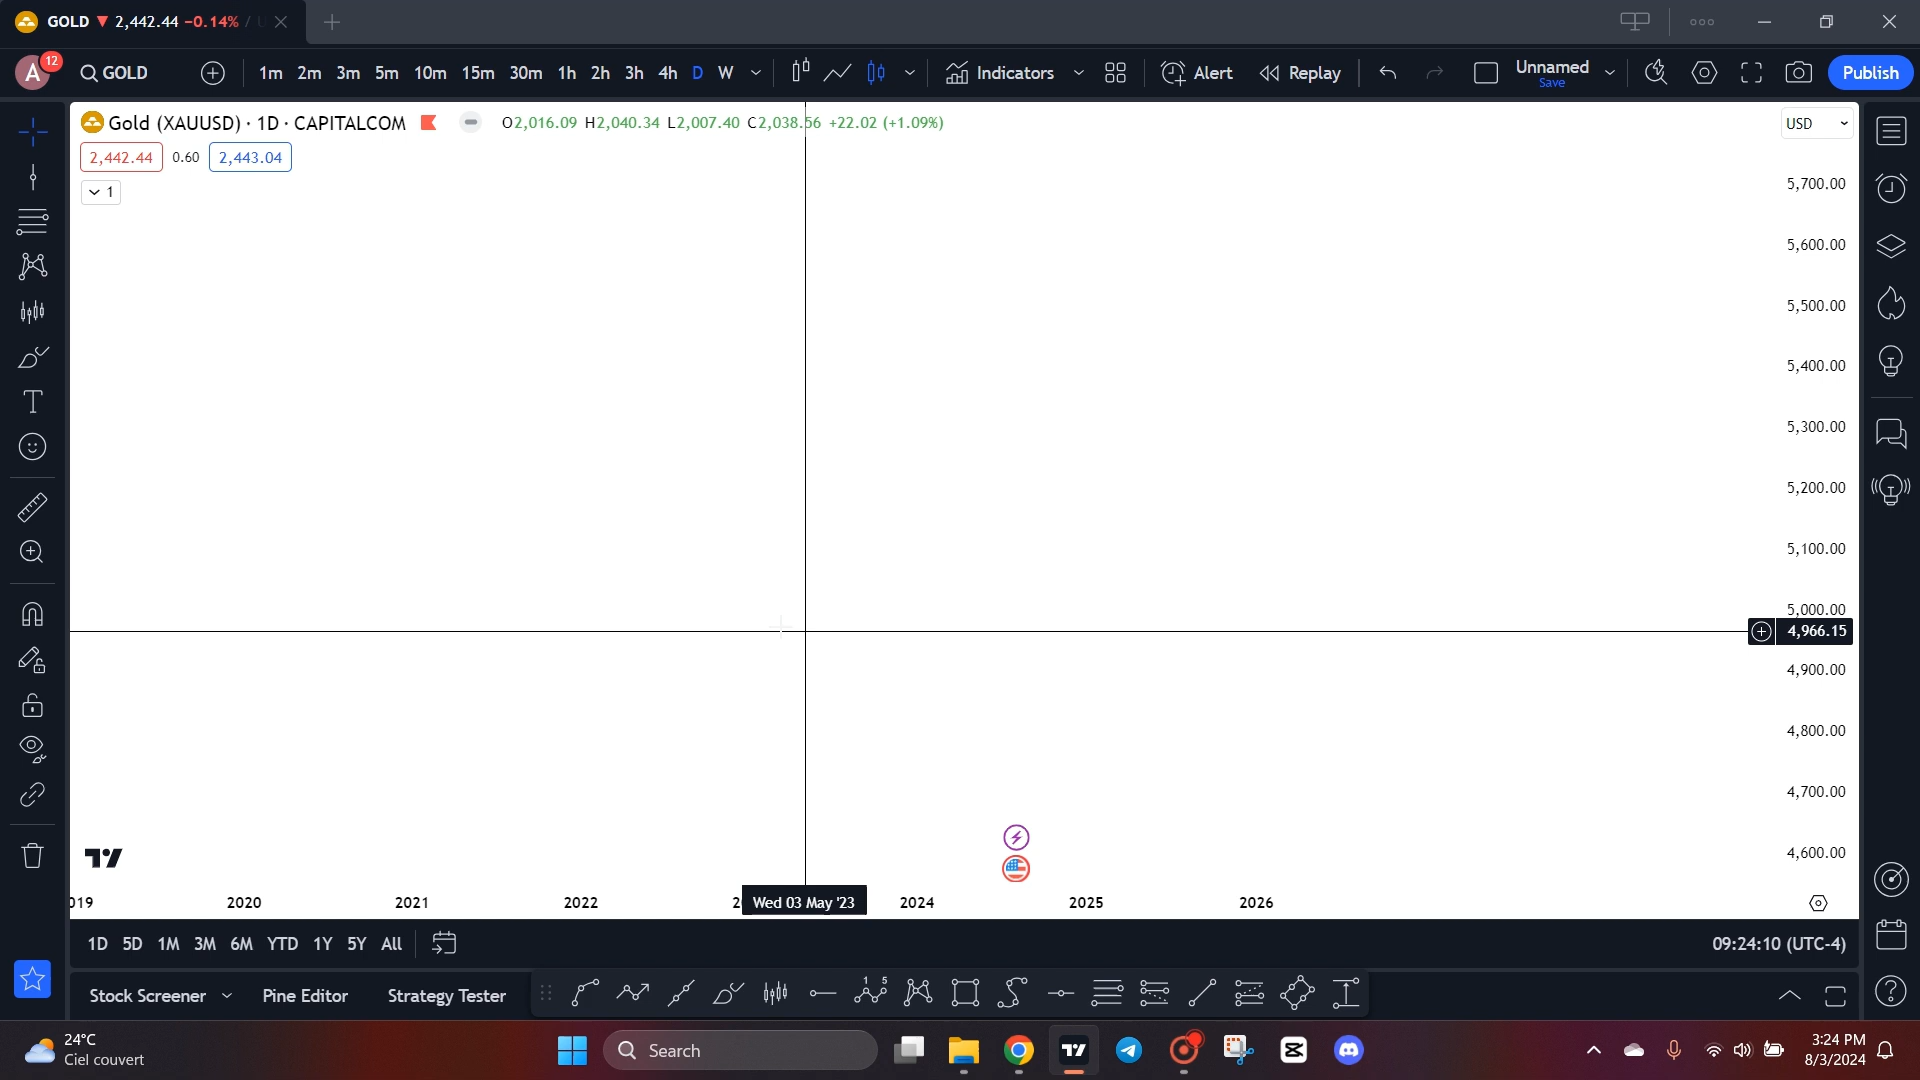 GOLD ▼ 2,442.44 −0.14% /
A 12 GOLD 1m 2m 3m 5m 10m 15m 30m 1h 2h 3h 4h D W Indicators Alert Replay Unnamed Save Publish
Gold (XAUUSD) · 1D · CAPITALCOM O2,016.09 H2,040.34 L2,007.40 C2,038.56 +22.02 (+1.09%) USD
2,442.44 0.60 2,443.04
1
5,700.00
5,600.00
5,500.00
5,400.00
5,300.00
5,200.00
5,100.00
5,000.00
4,966.15
4,900.00
4,800.00
4,700.00
4,600.00
2020 2021 2022 Wed 03 May '23 2024 2025 2026
1D 5D 1M 3M 6M YTD 1Y 5Y All 09:24:10 (UTC-4)
Stock Screener Pine Editor Strategy Tester
24°C
Ciel couvert
Search
3:24 PM
8/3/2024